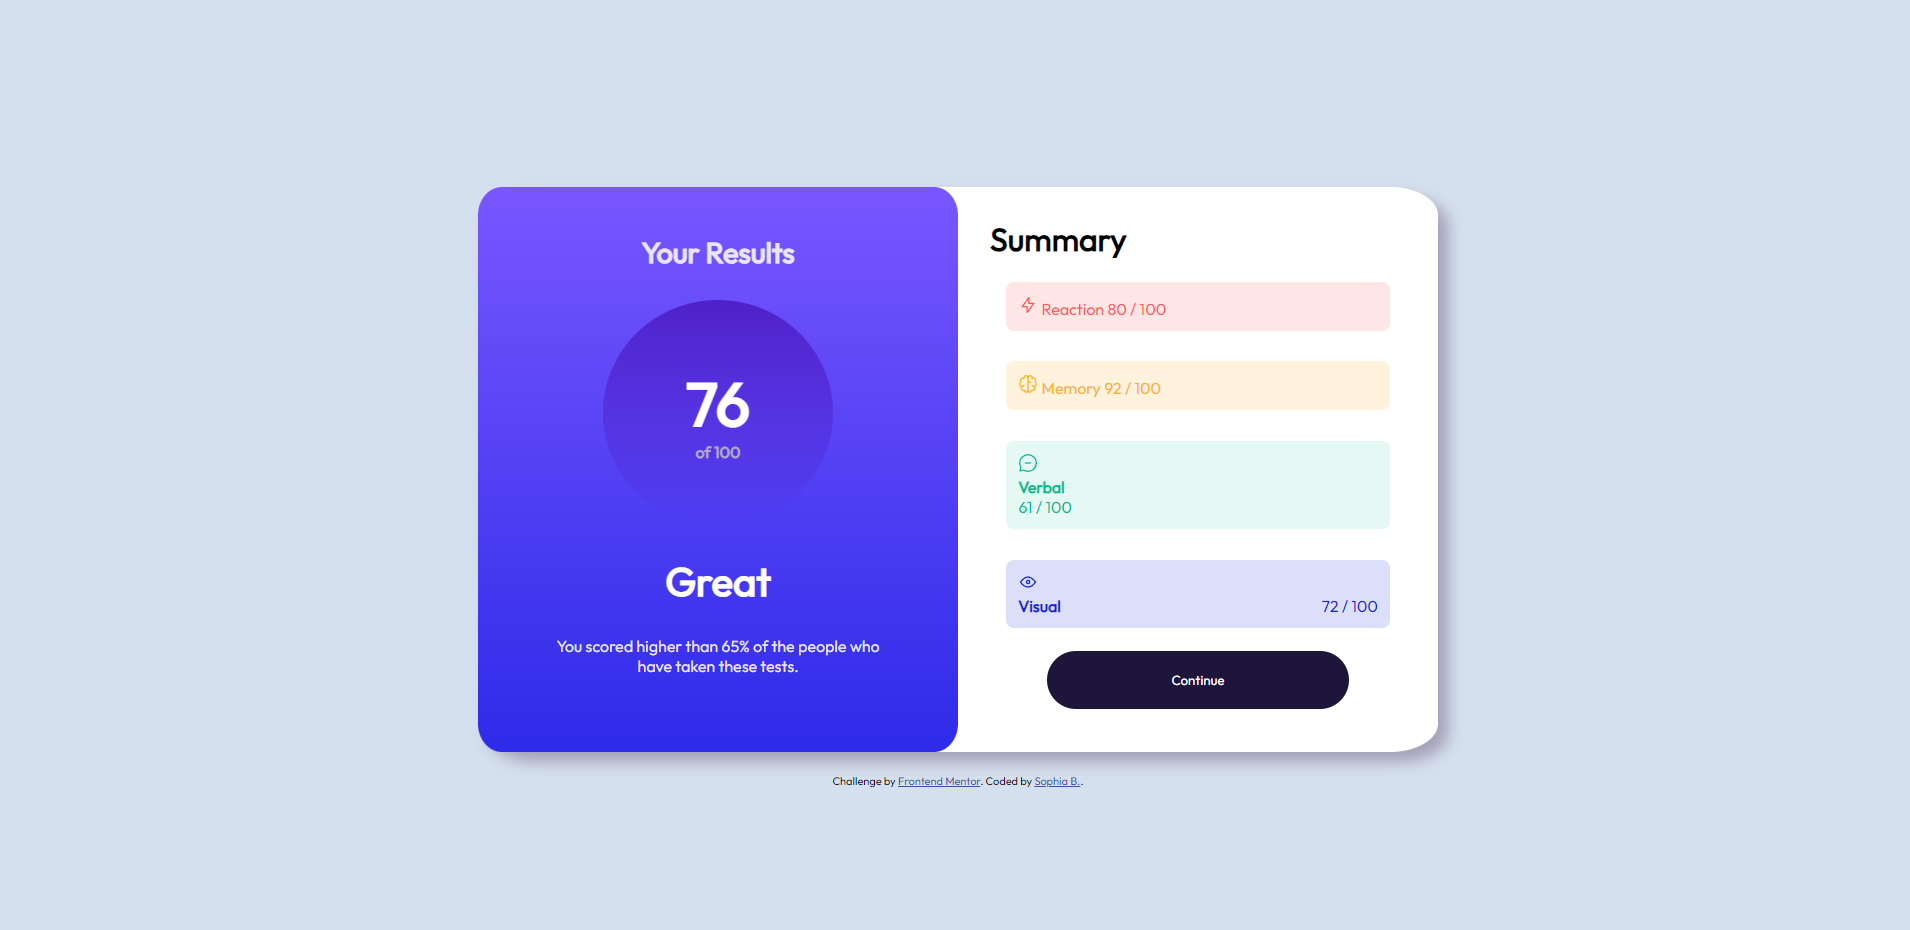 Your Results
76
of 100
Great
You scored higher than 65% of the people who
have taken these tests.
Summary
Reaction 80 / 100
Memory 92 / 100
Verbal
61 / 100
Visual 72 / 100
Continue
Challenge by Frontend Mentor. Coded by Sophia B..